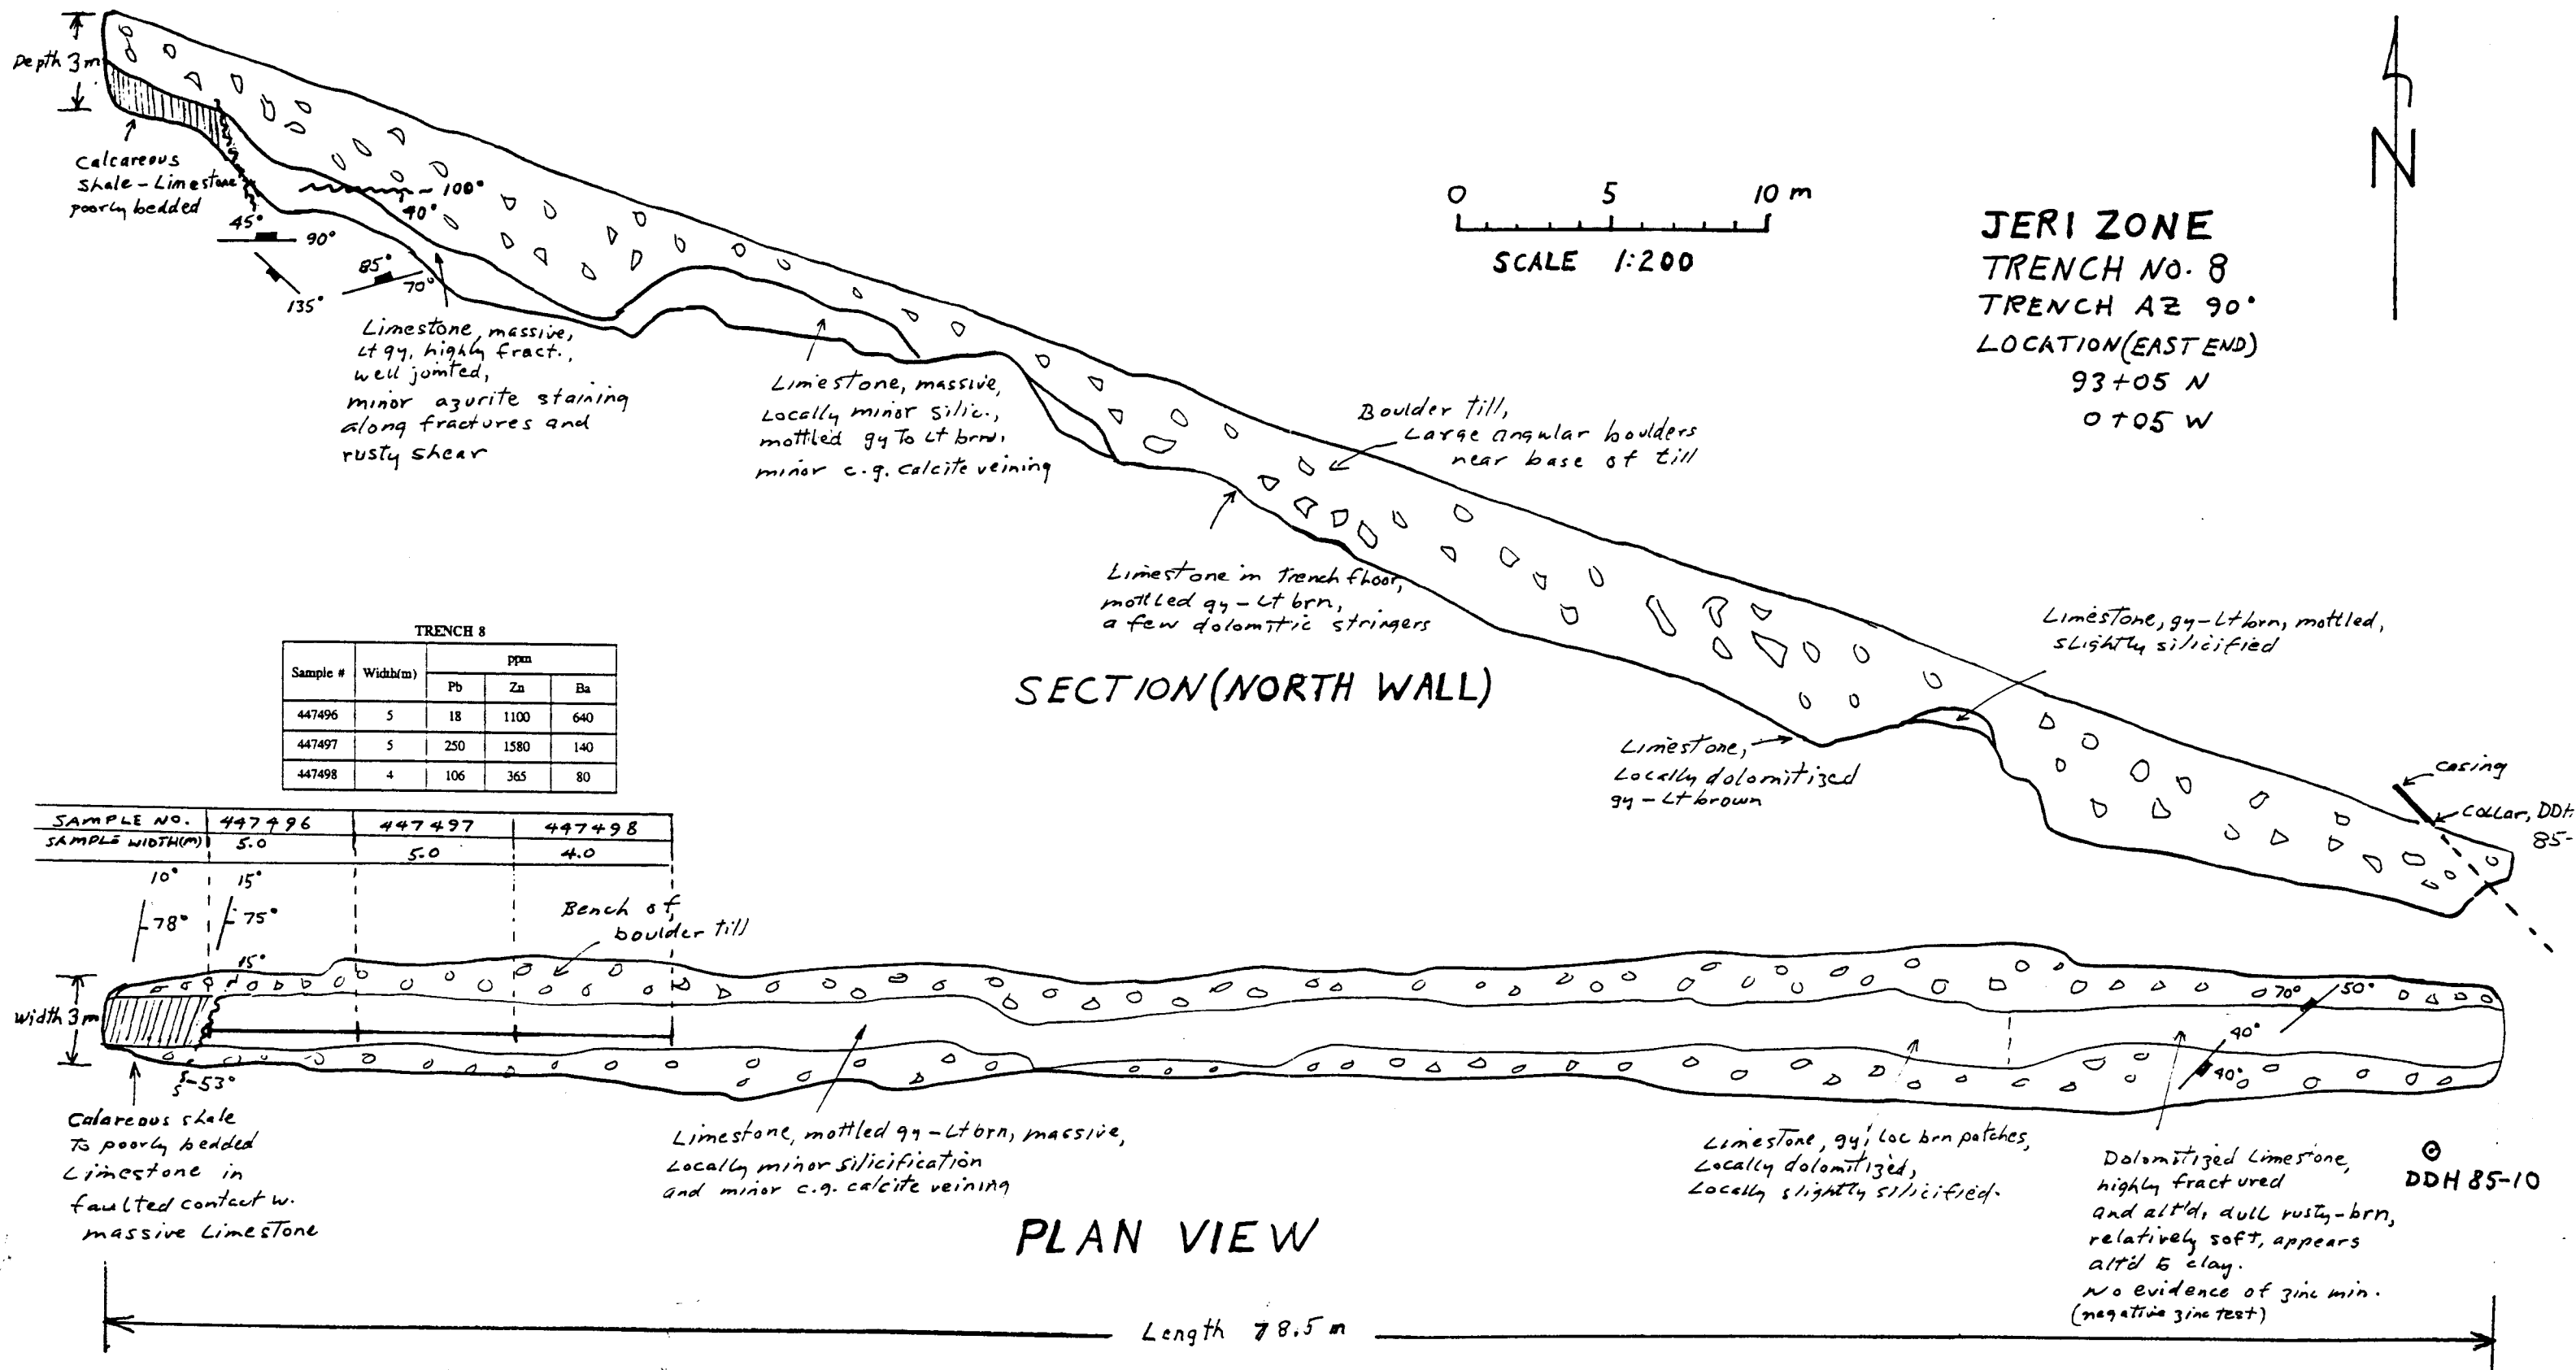 Depth 3 m
Calcareous
Shale - Limestone
poorly bedded
100°
40°
45°
90°
135°
85°
70°
Limestone, massive,
Lt gy, highly fract.,
well jointed,
minor azurite staining
along fractures and
rusty shear
Limestone, massive,
Locally minor silic.,
mottled gy To Lt brn,
minor c.g. calcite veining
0 5 10 m
SCALE 1:200
N
JERI ZONE
TRENCH NO. 8
TRENCH AZ 90°
LOCATION (EAST END)
93+05 N
0+05 W
Boulder till,
Large angular boulders
near base of till
Limestone in trench floor,
mottled gy - Lt brn,
a few dolomitic stringers
Limestone, gy - Lt brn, mottled,
slightly silicified
SECTION (NORTH WALL)
Limestone,
Locally dolomitized
gy - Lt brown
casing
collar, DDH
85-
TRENCH 8
Sample # Width(m) ppm
Pb Zn Ba
447496 5 18 1100 640
447497 5 250 1580 140
447498 4 106 365 80
SAMPLE NO. 447496 447497 447498
SAMPLE WIDTH(M) 5.0 5.0 4.0
10° 15°
78° 75°
Bench of
boulder till
15°
Width 3 m
53°
70° 50°
40°
40°
Calareous shale
To poorly bedded
Limestone in
faulted contact w.
massive Limestone
Limestone, mottled gy - Lt brn, massive,
Locally minor silicification
and minor c.g. calcite veining
Limestone, gy, loc brn patches,
Locally dolomitized,
Locally slightly silicified.
Dolomitized Limestone,
highly fractured
and alt'd, dull rusty-brn,
relatively soft, appears
alt'd to clay.
No evidence of zinc min.
(negative zinc test)
DDH 85-10
PLAN VIEW
Length 78.5 m